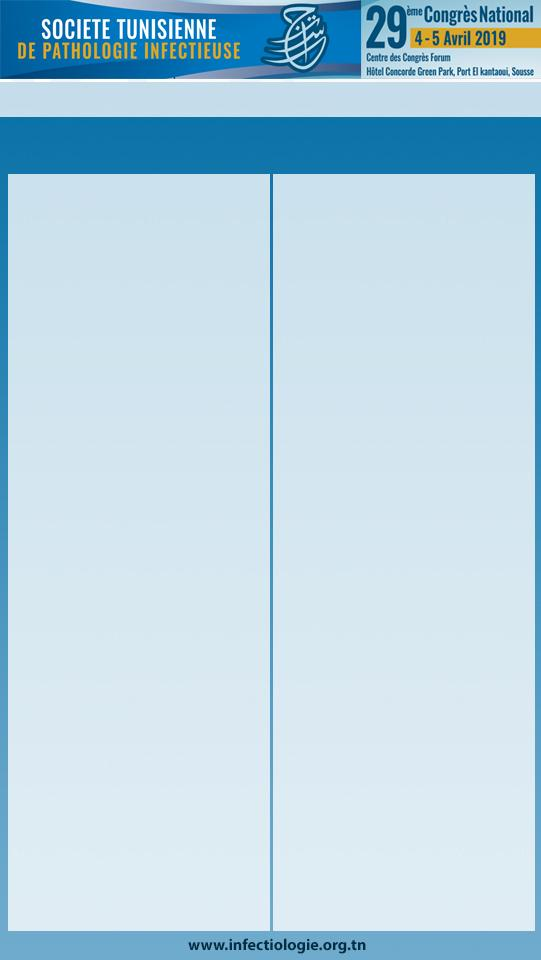 SOCIETE TUNISIENNE
DE PATHOLOGIE INFECTIEUSE
29ème Congrès National
4 - 5 Avril 2019
Centre des Congrès Forum
Hôtel Concorde Green Park, Port El kantaoui, Sousse
www.infectiologie.org.tn